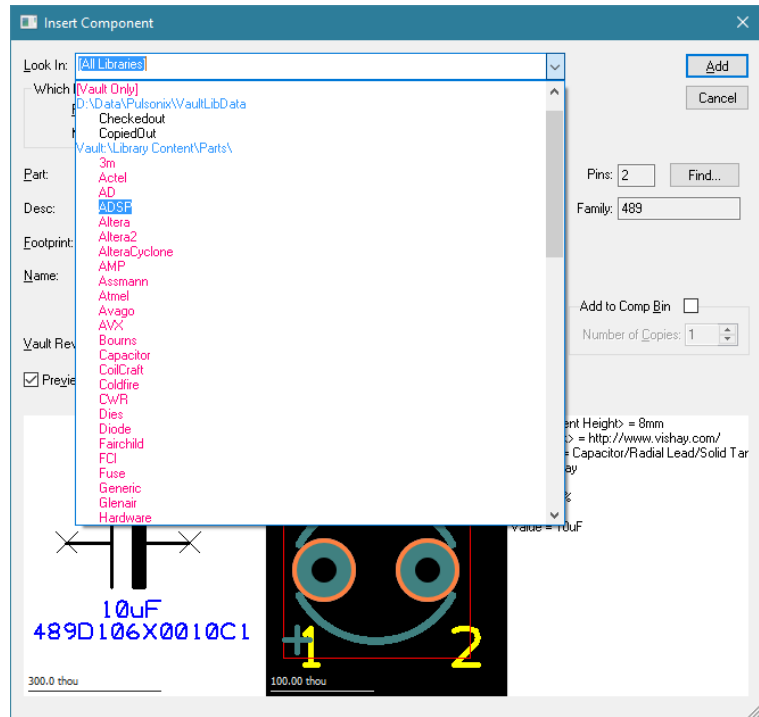 Insert Component
Look In: [All Libraries]
Add
Which
[Vault Only]
D:\Data\Pulsonix\VaultLibData
Cancel
Checkedout
CopiedOut
Vault:\Library Content\Parts\
3m
Part:
Actel
Pins: 2
Find...
AD
Desc:
ADSP
Family: 489
Altera
Footprint:
Altera2
AlteraCyclone
AMP
Name:
Assmann
Atmel
Avago
Add to Comp Bin
AVX
Vault Rev
Bourns
Number of Copies: 1
Capacitor
CoilCraft
Previe
Coldfire
CWR
Dies
Diode
ent Height> = 8mm
Fairchild
> = http://www.vishay.com/
FCI
= Capacitor/Radial Lead/Solid Tar
Fuse
ay
Generic
%
Glenair
Hardware
Value = 10uF
10uF
489D106X0010C1
1 2
300.0 thou
100.00 thou